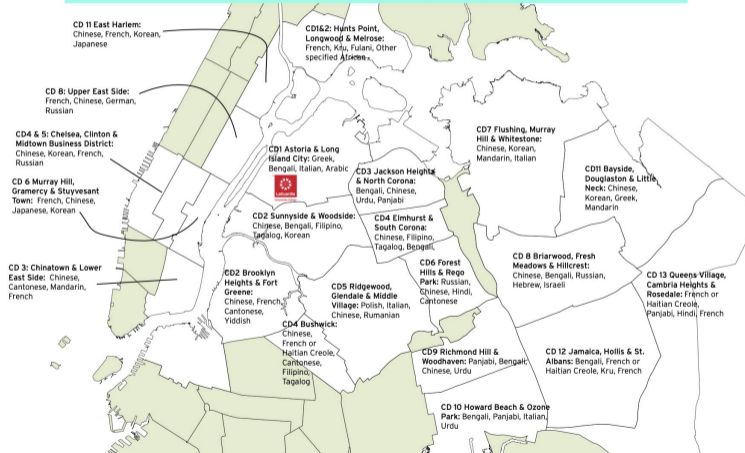 CD 11 East Harlem:
Chinese, French, Korean,
Japanese
CD1&2: Hunts Point,
Longwood & Melrose:
French, Kru, Fulani, Other
specified African
CD 8: Upper East Side:
French, Chinese, German,
Russian
CD4 & 5: Chelsea, Clinton &
Midtown Business District:
Chinese, Korean, French,
Russian
CD 6 Murray Hill,
Gramercy & Stuyvesant
Town: French, Chinese,
Japanese, Korean
CD 3: Chinatown & Lower
East Side: Chinese,
Cantonese, Mandarin,
French
CD1 Astoria & Long
Island City: Greek,
Bengali, Italian, Arabic
CD7 Flushing, Murray
Hill & Whitestone:
Chinese, Korean,
Mandarin, Italian
CD11 Bayside,
Douglaston & Little
Neck: Chinese,
Korean, Greek,
Mandarin
CD3 Jackson Heights
& North Corona:
Bengali, Chinese,
Urdu, Panjabi
CD2 Sunnyside & Woodside:
Chinese, Bengali, Filipino,
Tagalog, Korean
CD4 Elmhurst &
South Corona:
Chinese, Filipino,
Tagalog, Bengali
CD2 Brooklyn
Heights & Fort
Greene:
Chinese, French,
Cantonese,
Yiddish
CD5 Ridgewood,
Glendale & Middle
Village: Polish, Italian,
Chinese, Rumanian
CD6 Forest
Hills & Rego
Park: Russian,
Chinese, Hindi,
Cantonese
CD 8 Briarwood, Fresh
Meadows & Hillcrest:
Chinese, Bengali, Russian,
Hebrew, Israeli
CD 13 Queens Village,
Cambria Heights &
Rosedale: French or
Haitian Creole,
Panjabi, Hindi, French
CD4 Bushwick:
Chinese,
French or
Haitian Creole,
Cantonese,
Filipino,
Tagalog
CD9 Richmond Hill &
Woodhaven: Panjabi, Bengali,
Chinese, Urdu
CD 12 Jamaica, Hollis & St.
Albans: Bengali, French or
Haitian Creole, Kru, French
CD 10 Howard Beach & Ozone
Park: Bengali, Panjabi, Italian,
Urdu